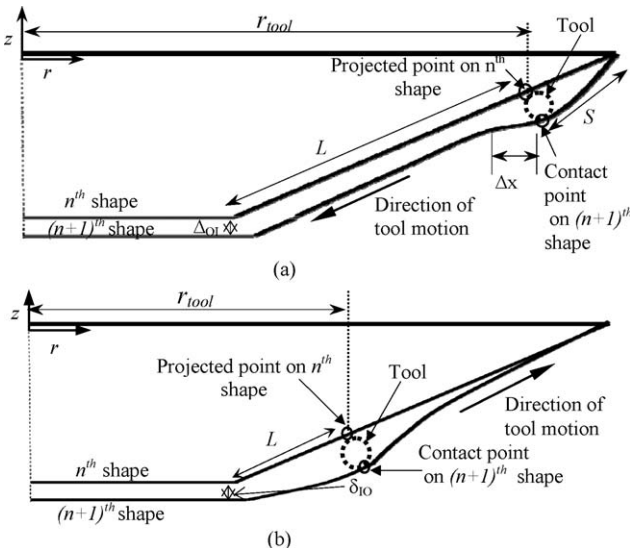 z
r_tool
Tool
r
Projected point on n^th
shape
L
S
Δx
Contact
point
on (n+1)^th
shape
n^th shape
(n+1)^th shape
Δ_OI
Direction of
tool motion
(a)
z
r_tool
r
Projected point on n^th
shape
Tool
Direction of
tool motion
L
Contact point
on (n+1)^th shape
n^th shape
δ_IO
(n+1)^th shape
(b)